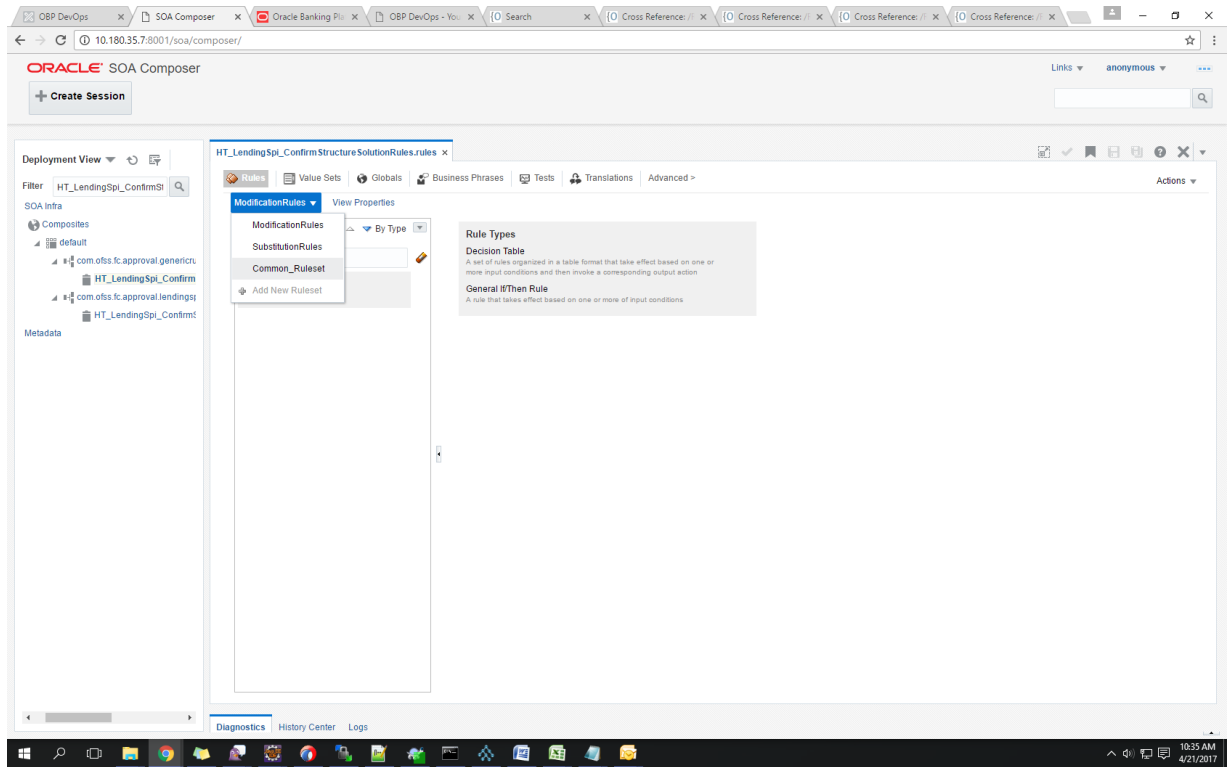 OBP DevOps
SOA Composer
Oracle Banking Pla
OBP DevOps - You
{O Search
{O Cross Reference: /F
{O Cross Reference: /F
{O Cross Reference: /F
{O Cross Reference: /F
10.180.35.7:8001/soa/composer/
ORACLE SOA Composer
Links
anonymous
Create Session
Deployment View
Filter
HT_LendingSpi_ConfirmSt
SOA Infra
Composites
default
com.ofss.fc.approval.genericru
HT_LendingSpi_Confirm
com.ofss.fc.approval.lendingsp
HT_LendingSpi_ConfirmS
Metadata
HT_LendingSpi_ConfirmStructureSolutionRules.rules
Rules
Value Sets
Globals
Business Phrases
Tests
Translations
Advanced >
Actions
ModificationRules
View Properties
ModificationRules
SubstitutionRules
Common_Ruleset
Add New Ruleset
By Type
Rule Types
Decision Table
A set of rules organized in a table format that take effect based on one or
more input conditions and then invoke a corresponding output action
General If/Then Rule
A rule that takes effect based on one or more of input conditions
Diagnostics
History Center
Logs
10:35 AM
4/21/2017